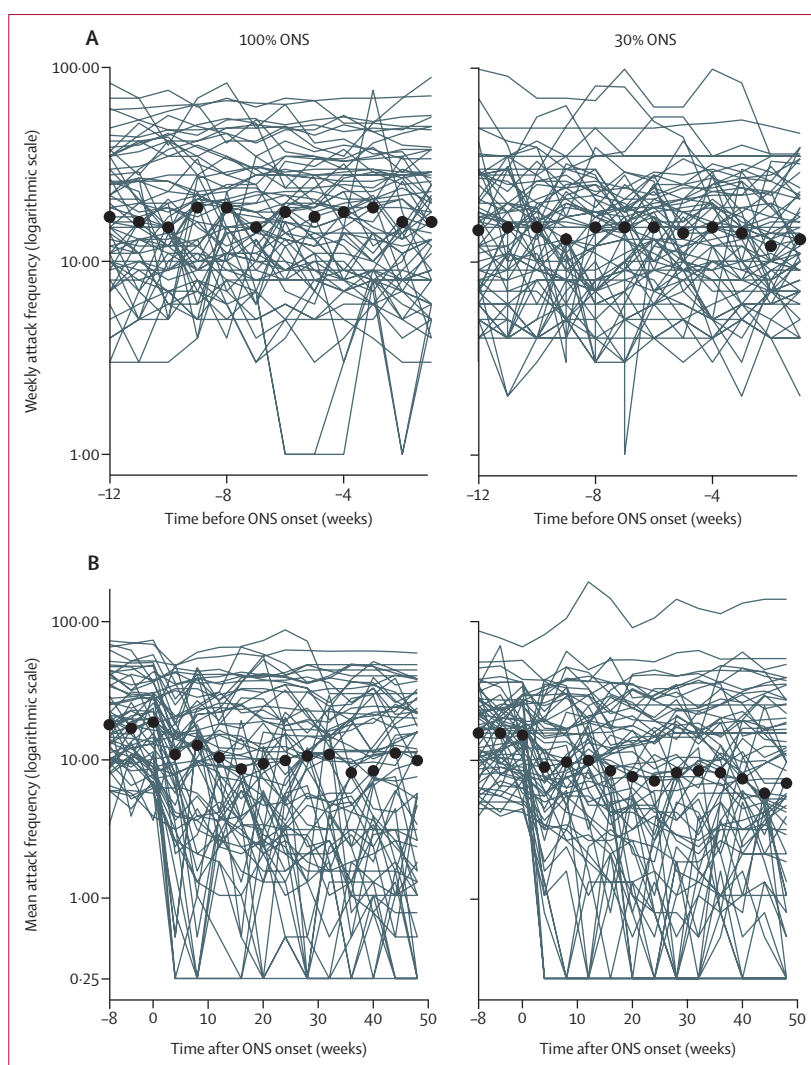 A
100% ONS
30% ONS
Weekly attack frequency (logarithmic scale)
100·00
10·00
1·00
–12
–8
–4
–12
–8
–4
Time before ONS onset (weeks)
Time before ONS onset (weeks)
B
Mean attack frequency (logarithmic scale)
100·00
10·00
1·00
0·25
–8
0
10
20
30
40
50
–8
0
10
20
30
40
50
Time after ONS onset (weeks)
Time after ONS onset (weeks)